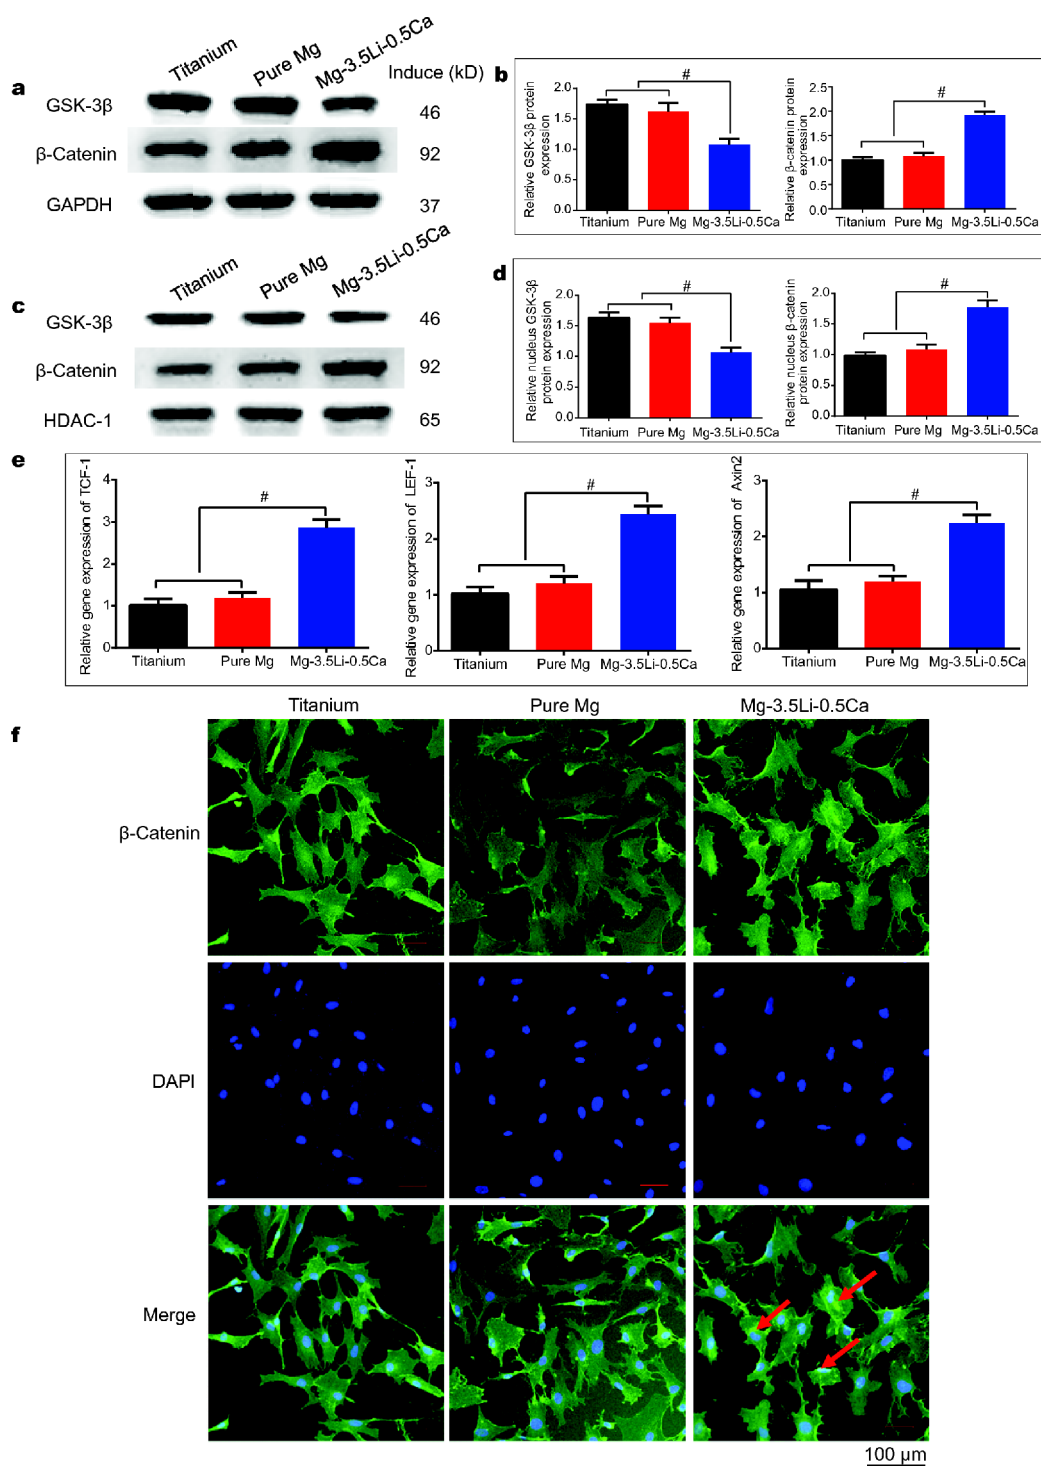 a
Titanium
Pure Mg
Mg-3.5Li-0.5Ca
Induce (kD)
GSK-3β
46
β-Catenin
92
GAPDH
37
b
Relative GSK-3β protein
expression
2.0
1.5
1.0
0.5
0.0
#
Titanium Pure Mg Mg-3.5Li-0.5Ca
Relative β-catenin protein
expression
2.5
2.0
1.5
1.0
0.5
0.0
#
Titanium Pure Mg Mg-3.5Li-0.5Ca
c
Titanium
Pure Mg
Mg-3.5Li-0.5Ca
GSK-3β
46
β-Catenin
92
HDAC-1
65
d
Relative nucleus GSK-3β
protein expression
2.0
1.5
1.0
0.5
0.0
#
Titanium Pure Mg Mg-3.5Li-0.5Ca
Relative nucleus β-catenin
protein expression
2.0
1.5
1.0
0.5
0.0
#
Titanium Pure Mg Mg-3.5Li-0.5Ca
e
Relative gene expression of TCF-1
4
3
2
1
0
#
Titanium Pure Mg Mg-3.5Li-0.5Ca
Relative gene expression of LEF-1
3
2
1
0
#
Titanium Pure Mg Mg-3.5Li-0.5Ca
Relative gene expression of Axin2
3
2
1
0
#
Titanium Pure Mg Mg-3.5Li-0.5Ca
f
Titanium Pure Mg Mg-3.5Li-0.5Ca
β-Catenin
DAPI
Merge
100 μm